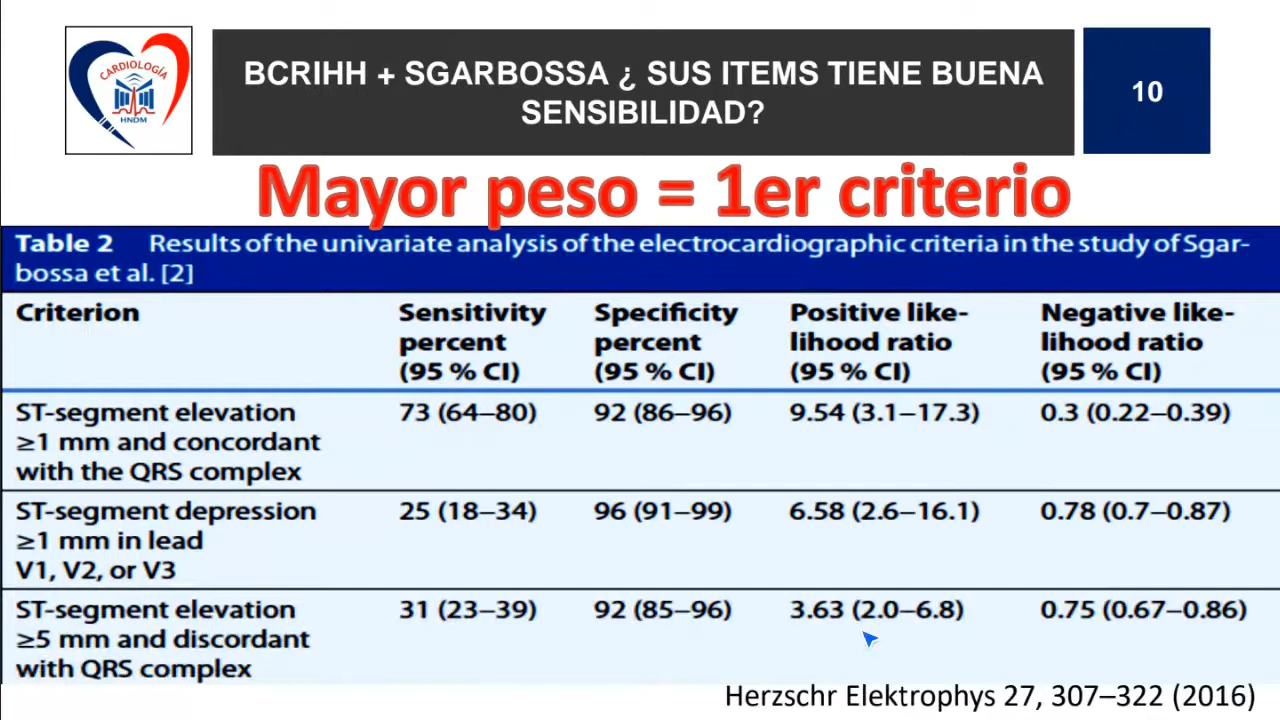 CARDIOLOGÍA
HNDM
BCRIHH + SGARBOSSA ¿ SUS ITEMS TIENE BUENA
SENSIBILIDAD?
10
Mayor peso = 1er criterio
Table 2 Results of the univariate analysis of the electrocardiographic criteria in the study of Sgar-
bossa et al. [2]
Criterion
Sensitivity
percent
(95 % CI)
Specificity
percent
(95 % CI)
Positive like-
lihood ratio
(95 % CI)
Negative like-
lihood ratio
(95 % CI)
ST-segment elevation
≥1 mm and concordant
with the QRS complex
73 (64–80)
92 (86–96)
9.54 (3.1–17.3)
0.3 (0.22–0.39)
ST-segment depression
≥1 mm in lead
V1, V2, or V3
25 (18–34)
96 (91–99)
6.58 (2.6–16.1)
0.78 (0.7–0.87)
ST-segment elevation
≥5 mm and discordant
with QRS complex
31 (23–39)
92 (85–96)
3.63 (2.0–6.8)
0.75 (0.67–0.86)
Herzschr Elektrophys 27, 307–322 (2016)